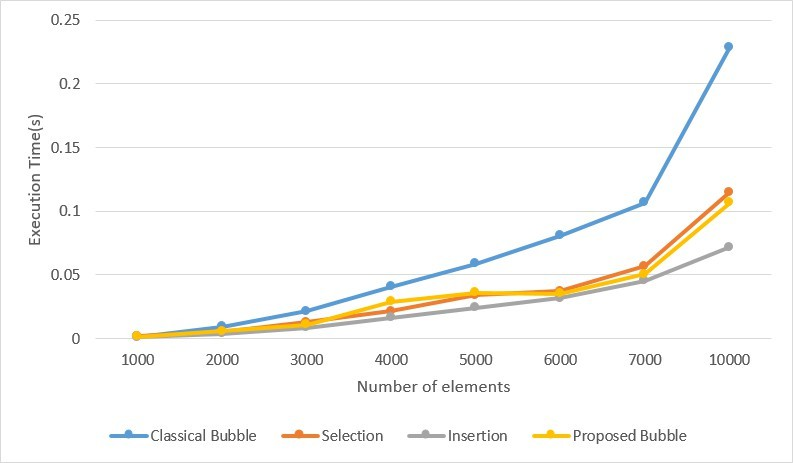 0.25
0.2
0.15
0.1
0.05
0
Execution Time(s)
1000 2000 3000 4000 5000 6000 7000 10000
Number of elements
Classical Bubble Selection Insertion Proposed Bubble